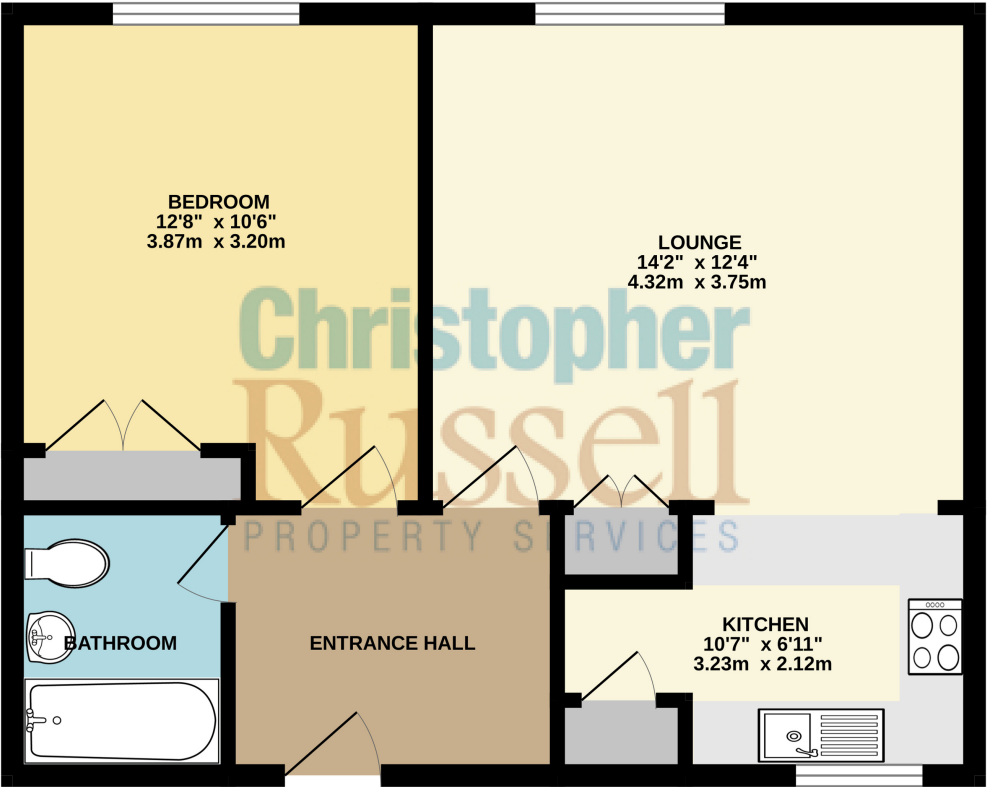 BEDROOM
12'8" x 10'6"
3.87m x 3.20m
LOUNGE
14'2" x 12'4"
4.32m x 3.75m
Christopher
Russell
PROPERTY SERVICES
BATHROOM
ENTRANCE HALL
KITCHEN
10'7" x 6'11"
3.23m x 2.12m